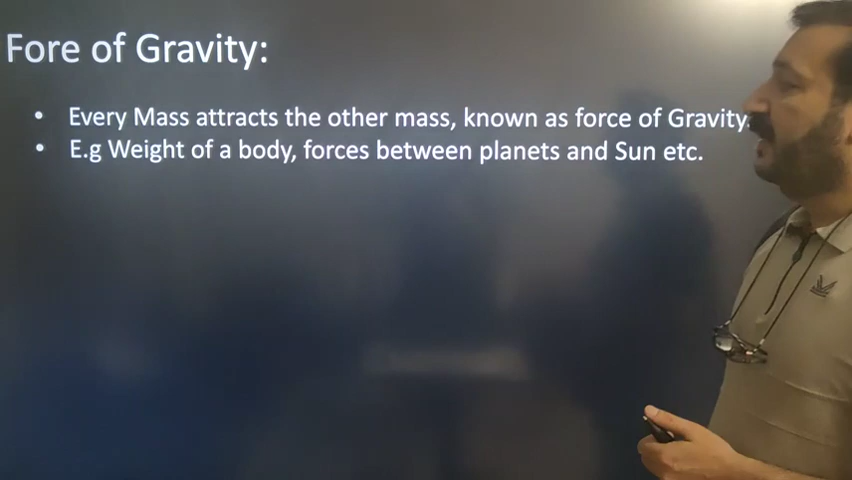 Fore of Gravity:
• Every Mass attracts the other mass, known as force of Gravity.
• E.g Weight of a body, forces between planets and Sun etc.